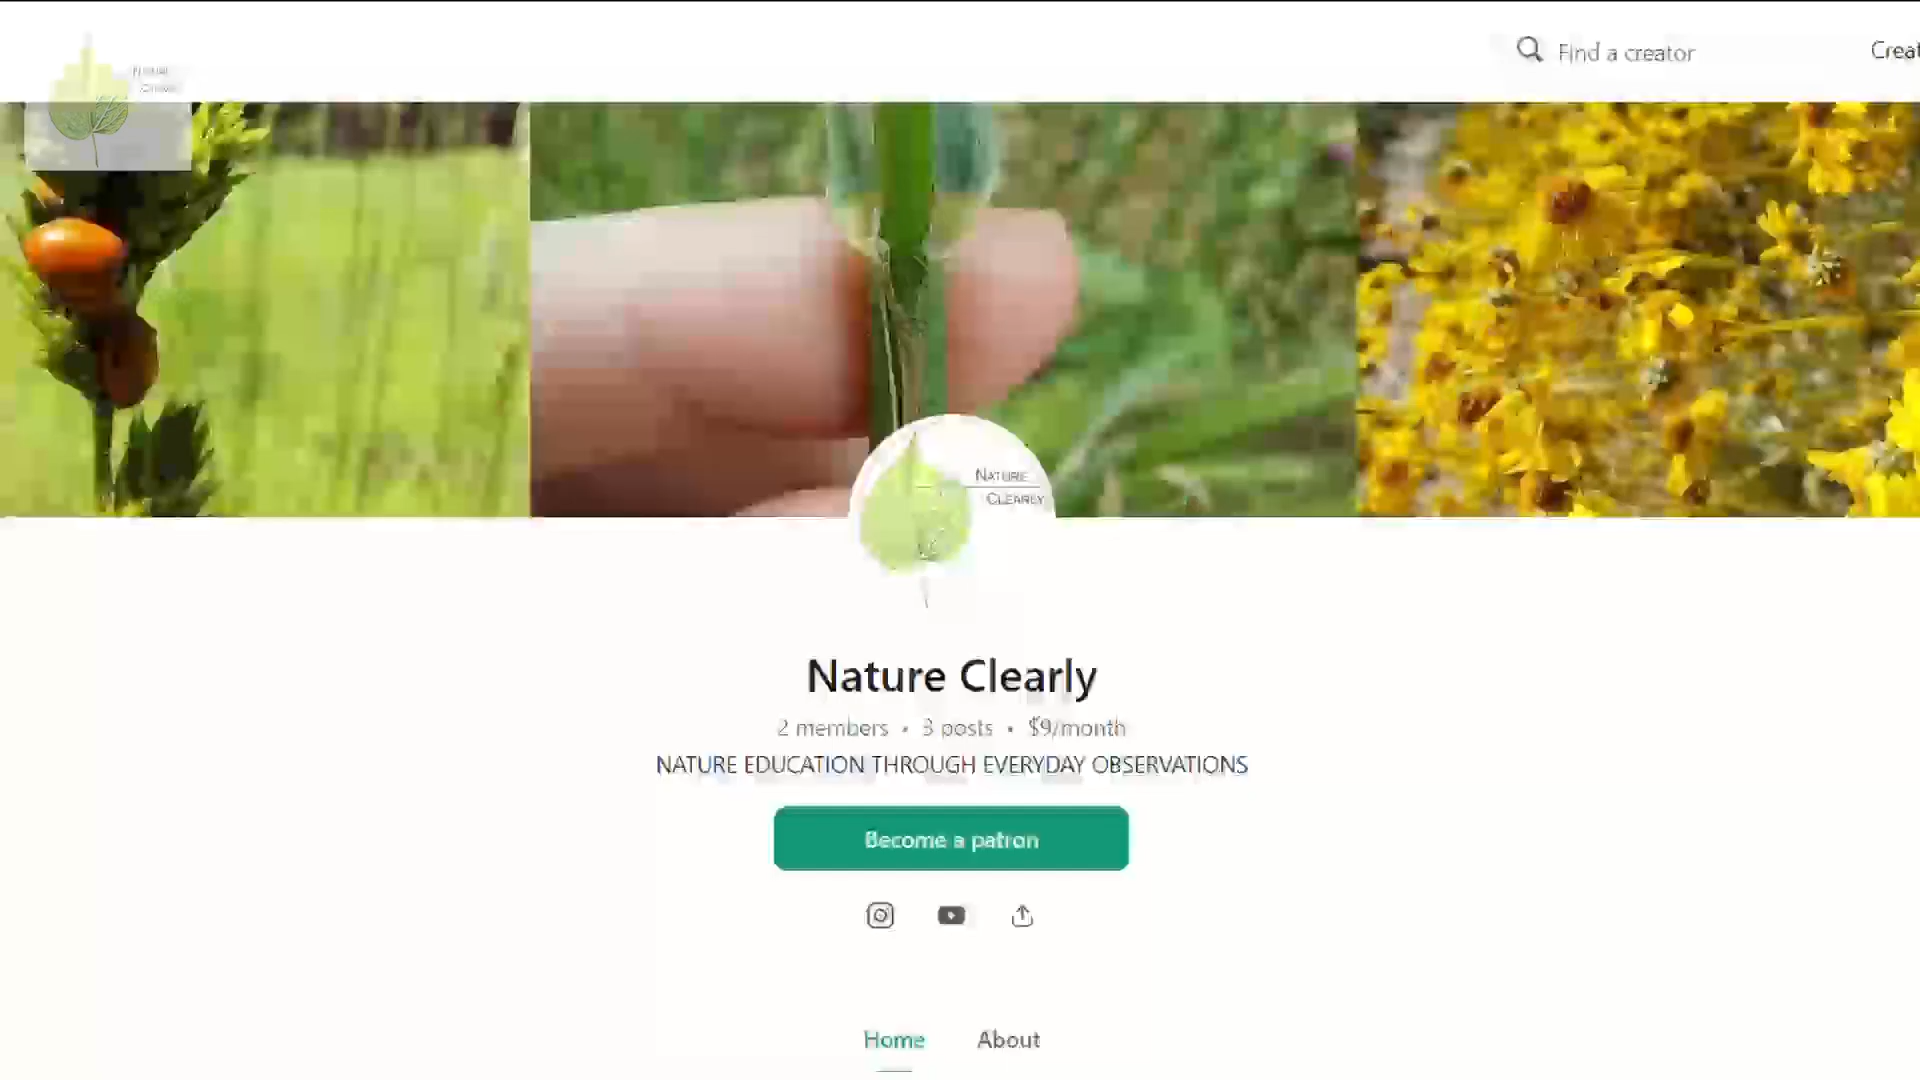 Find a creator
Creat
NATURE
CLEARLY
Nature Clearly
2 members • 3 posts • $9/month
NATURE EDUCATION THROUGH EVERYDAY OBSERVATIONS
Become a patron
Home About